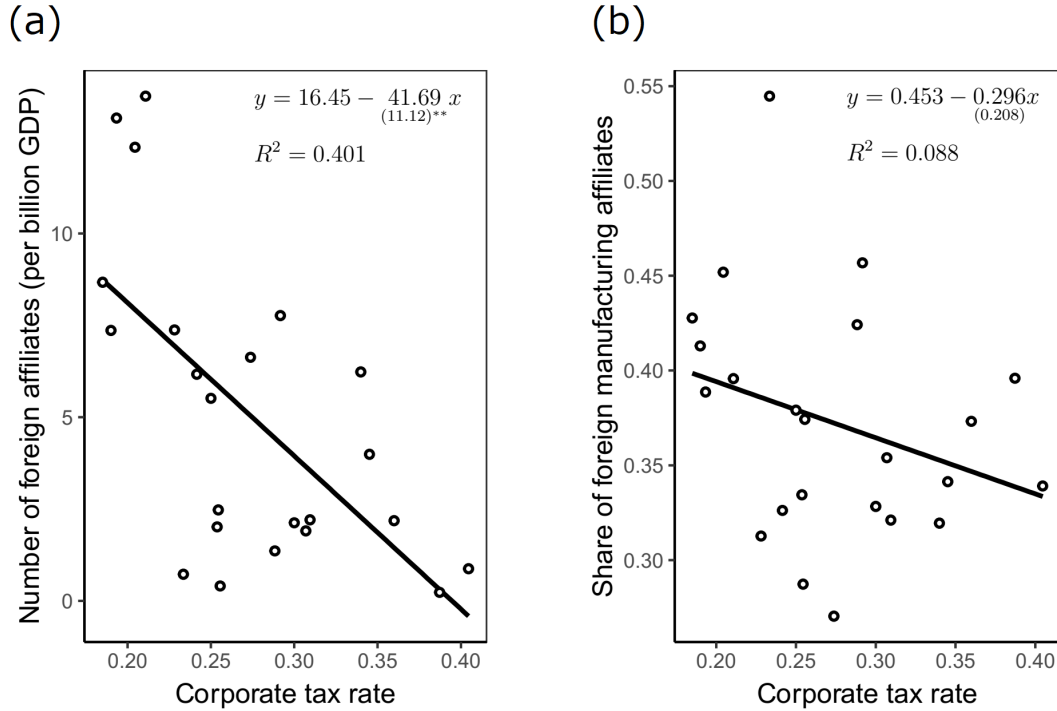 (a)
Number of foreign affiliates (per billion GDP)
10
5
0
y = 16.45 − 41.69 x
(11.12)**
R² = 0.401
0.20 0.25 0.30 0.35 0.40
Corporate tax rate
(b)
Share of foreign manufacturing affiliates
0.55
0.50
0.45
0.40
0.35
0.30
y = 0.453 − 0.296x
(0.208)
R² = 0.088
0.20 0.25 0.30 0.35 0.40
Corporate tax rate